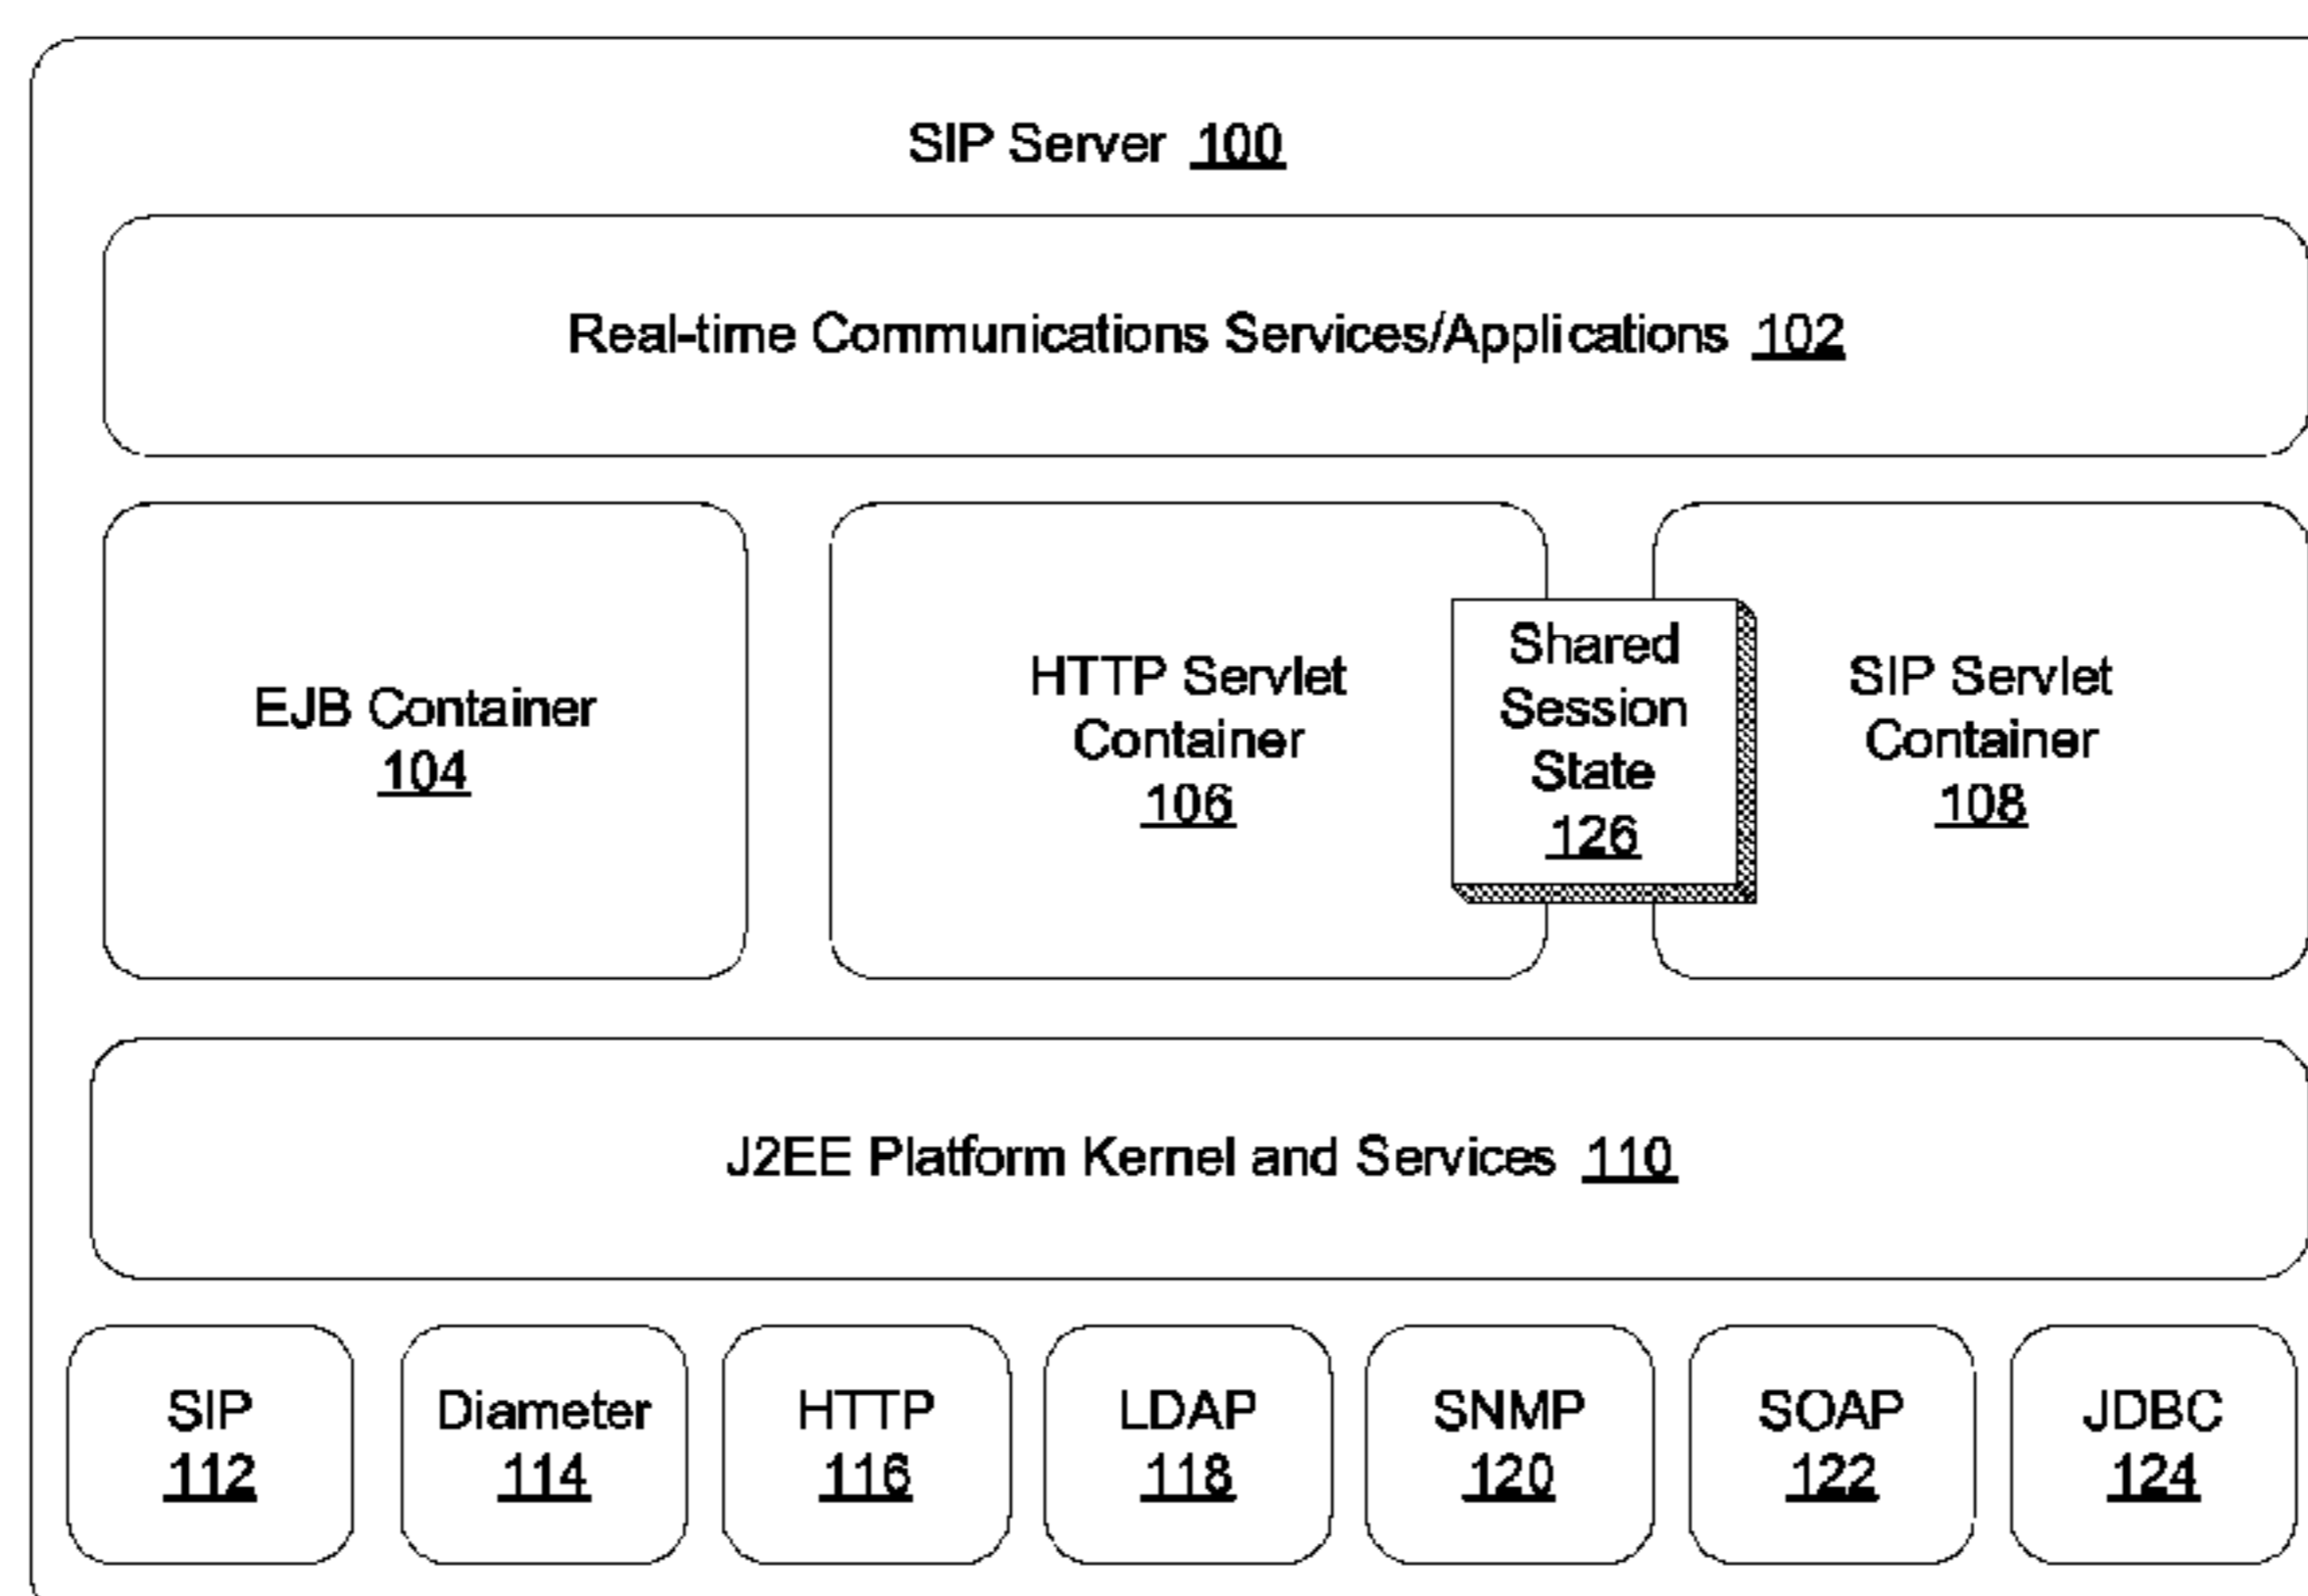 SIP Server 100
Real-time Communications Services/Applications 102
EJB Container
104
HTTP Servlet
Container
106
Shared
Session
State
126
SIP Servlet
Container
108
J2EE Platform Kernel and Services 110
SIP
112
Diameter
114
HTTP
116
LDAP
118
SNMP
120
SOAP
122
JDBC
124